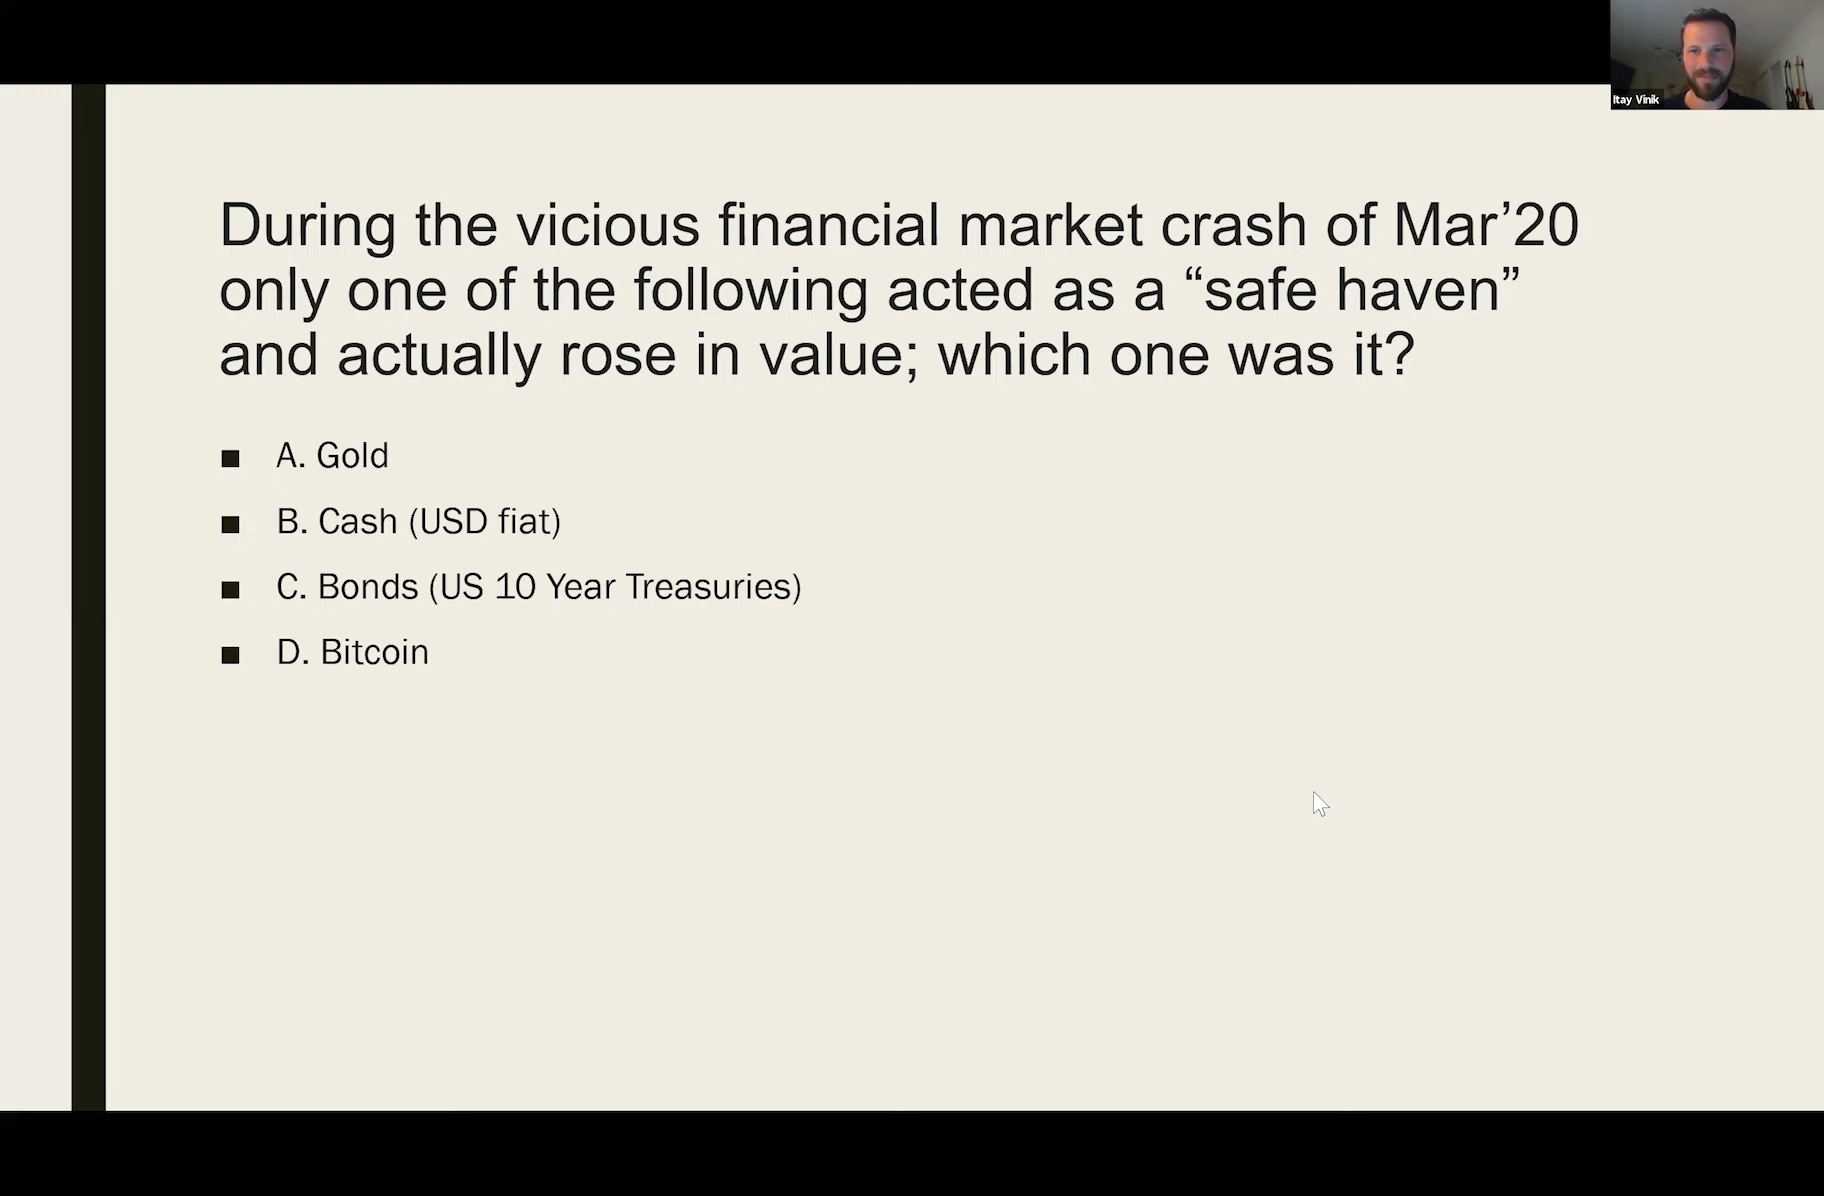 Itay Vinik
During the vicious financial market crash of Mar’20
only one of the following acted as a “safe haven”
and actually rose in value; which one was it?
■ A. Gold
■ B. Cash (USD fiat)
■ C. Bonds (US 10 Year Treasuries)
■ D. Bitcoin